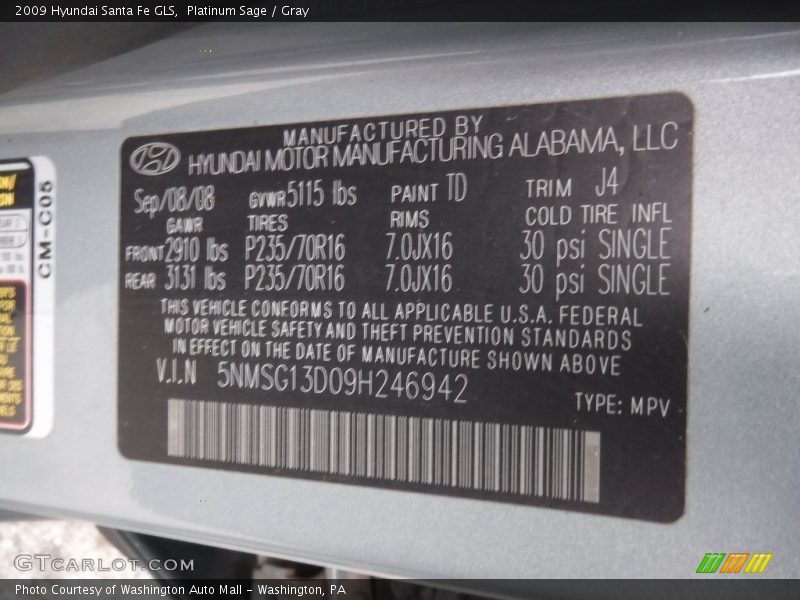 2009 Hyundai Santa Fe GLS, Platinum Sage / Gray
MANUFACTURED BY
HYUNDAI MOTOR MANUFACTURING ALABAMA, LLC
Sep/08/08 GVWR 5115 lbs PAINT TD TRIM J4
GAWR TIRES RIMS COLD TIRE INFL
FRONT 2910 lbs P235/70R16 7.0JX16 30 psi SINGLE
REAR 3131 lbs P235/70R16 7.0JX16 30 psi SINGLE
THIS VEHICLE CONFORMS TO ALL APPLICABLE U.S.A. FEDERAL
MOTOR VEHICLE SAFETY AND THEFT PREVENTION STANDARDS
IN EFFECT ON THE DATE OF MANUFACTURE SHOWN ABOVE
V.I.N 5NMSG13D09H246942
TYPE: MPV
CM-C05
GTCARLOT.COM
Photo Courtesy of Washington Auto Mall - Washington, PA